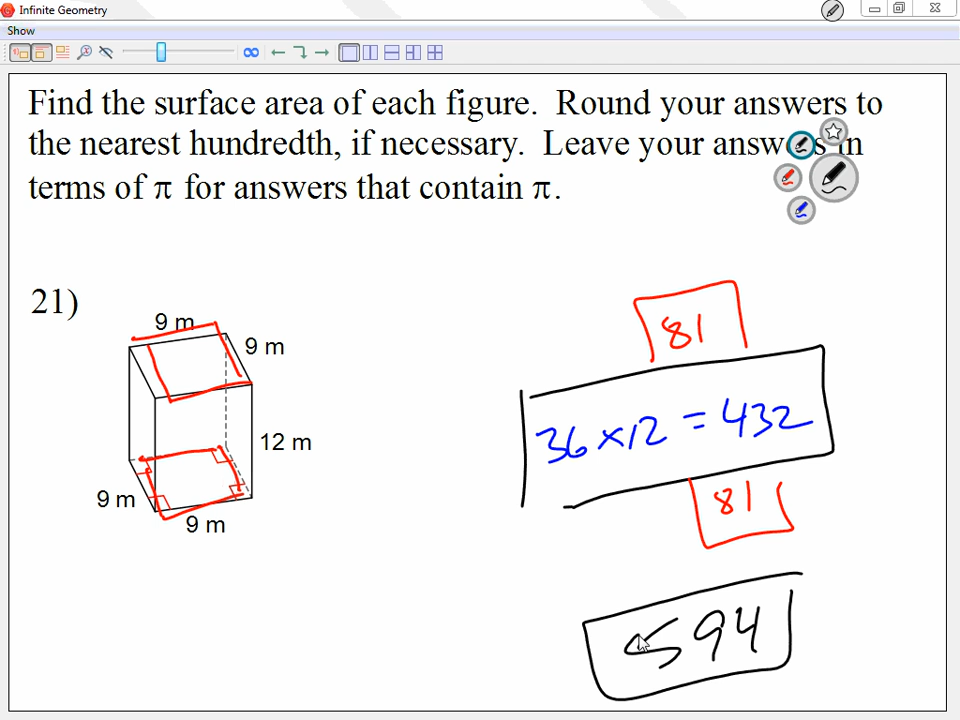 Infinite Geometry
Show
Find the surface area of each figure.  Round your answers to
the nearest hundredth, if necessary.  Leave your answers in
terms of π for answers that contain π.
21)
9 m
9 m
12 m
9 m
9 m
81
36 × 12 = 432
81
594